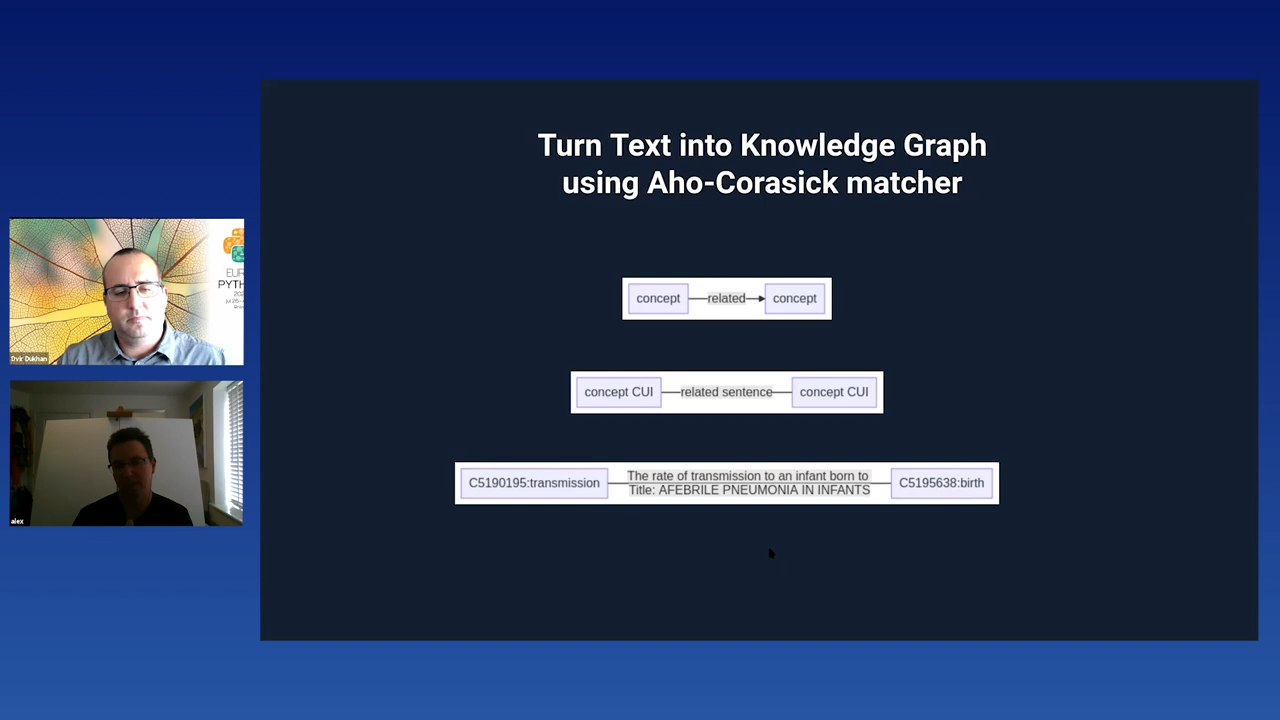 Turn Text into Knowledge Graph
using Aho-Corasick matcher
concept related concept
concept CUI related sentence concept CUI
C5190195:transmission
The rate of transmission to an infant born to
Title: AFEBRILE PNEUMONIA IN INFANTS
C5195638:birth
EUR
PYTH
Dvir Dukhan
alex